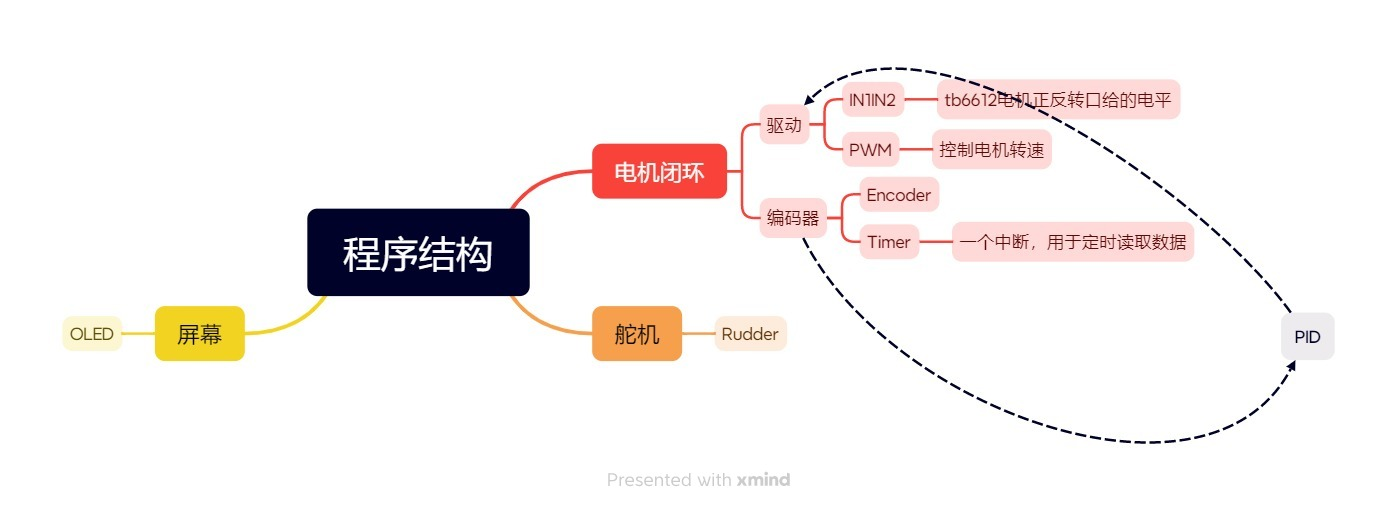 程序结构
电机闭环
驱动
IN1IN2
tb6612电机正反转口给的电平
PWM
控制电机转速
编码器
Encoder
Timer
一个中断，用于定时读取数据
舵机
Rudder
屏幕
OLED
PID
Presented with xmind